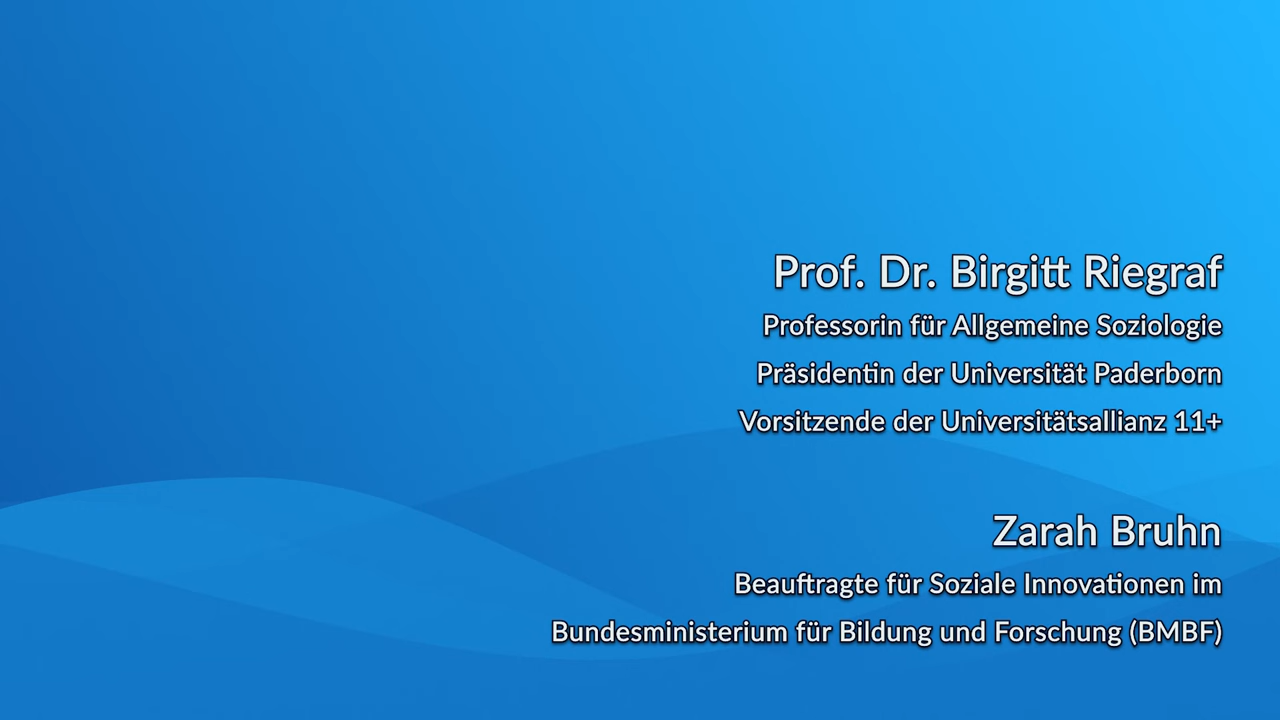 Prof. Dr. Birgitt Riegraf
Professorin für Allgemeine Soziologie
Präsidentin der Universität Paderborn
Vorsitzende der Universitätsallianz 11+
Zarah Bruhn
Beauftragte für Soziale Innovationen im
Bundesministerium für Bildung und Forschung (BMBF)